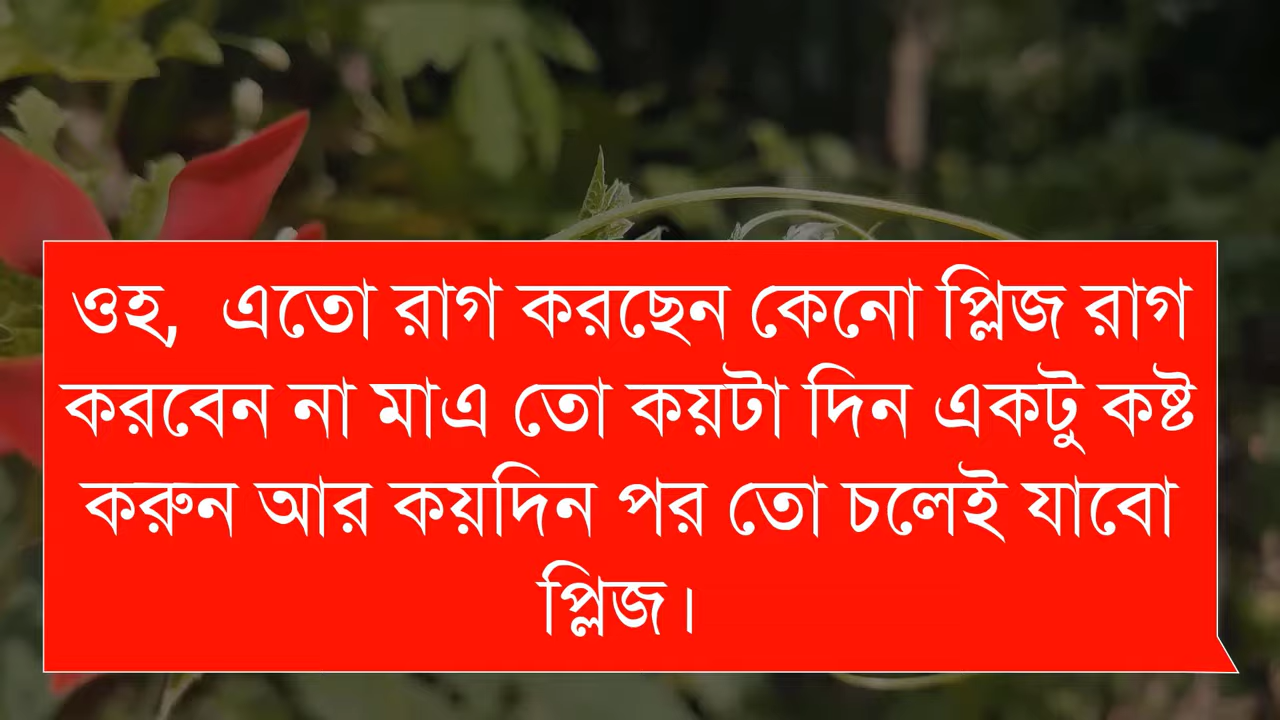 ওহ, এতো রাগ করছেন কেনো প্লিজ রাগ
করবেন না মাএ তো কয়টা দিন একটু কষ্ট
করুন আর কয়দিন পর তো চলেই যাবো
প্লিজ।